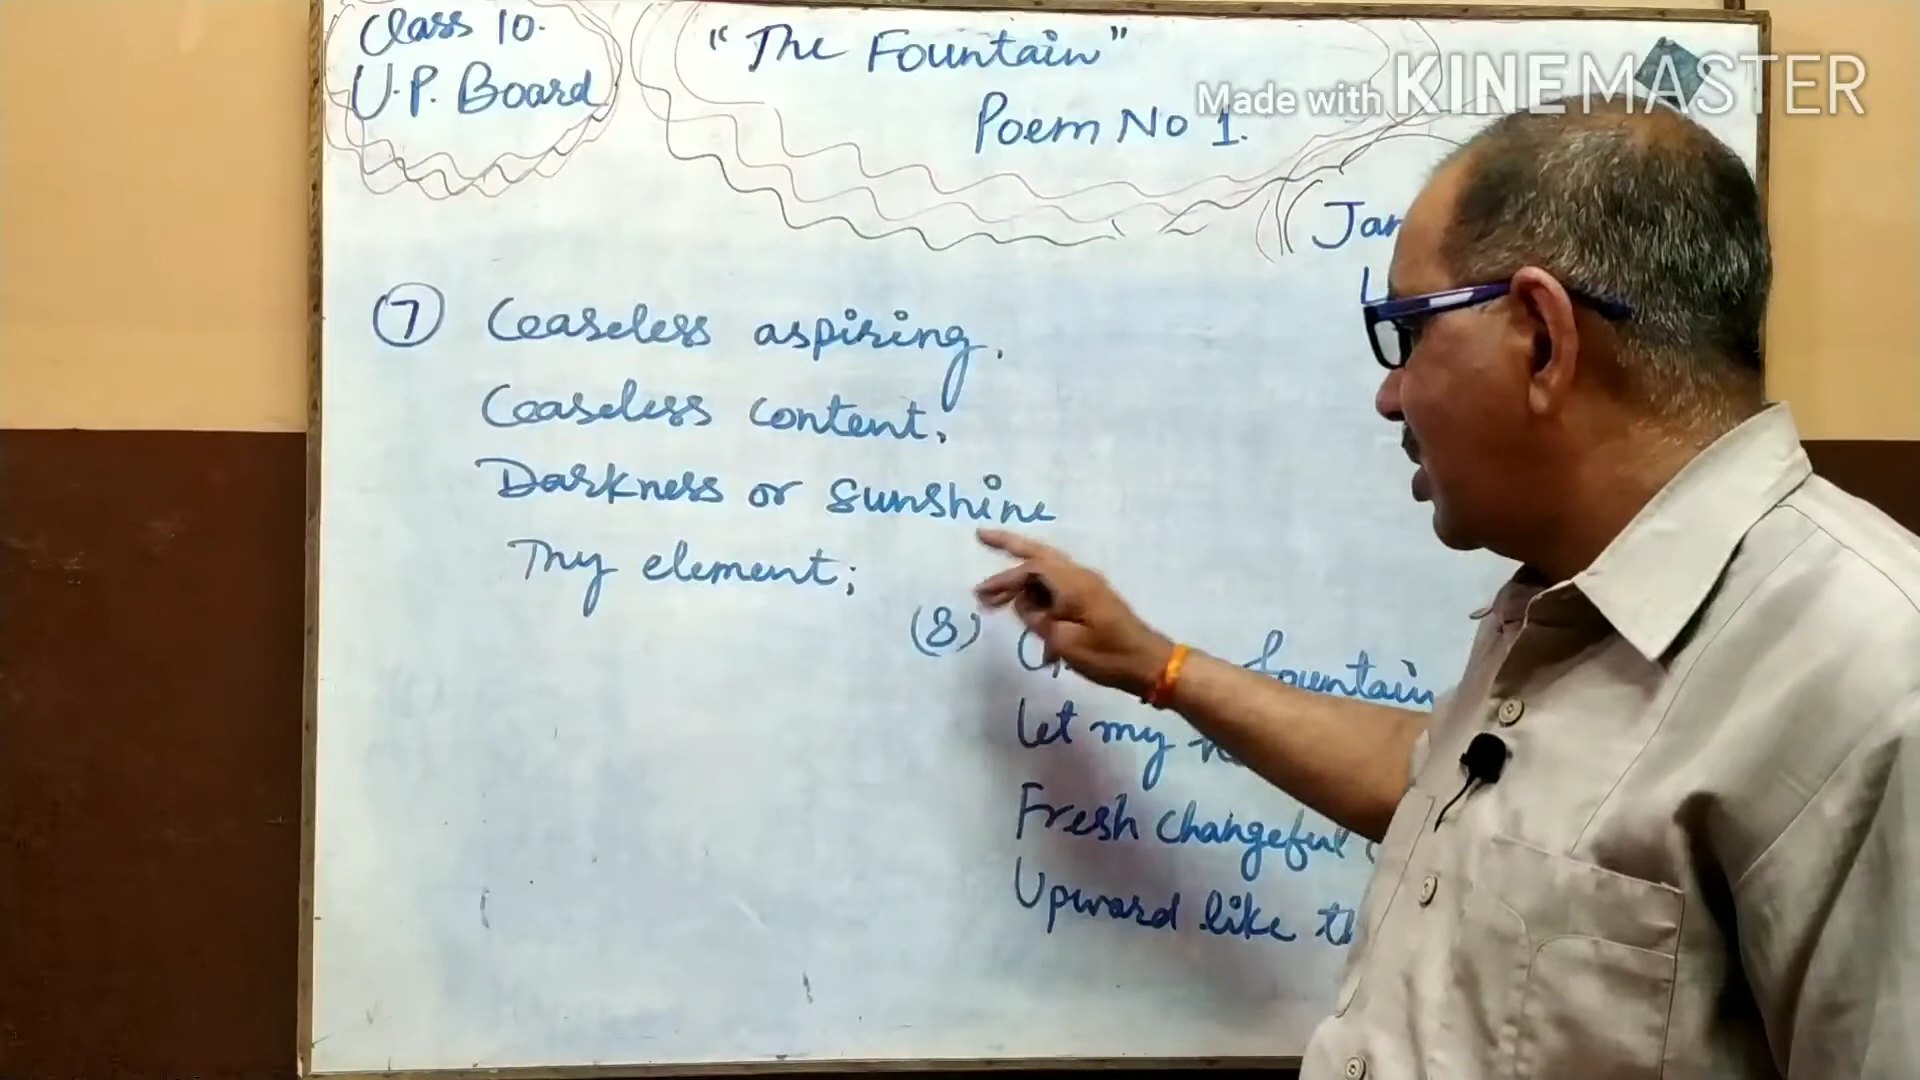 Class 10.
U.P. Board
"The Fountain"
Poem No 1.
Made with KINEMASTER
⑦ Ceaseless aspiring.
Ceaseless content.
Darkness or sunshine
Thy element;
(8) fountain
Let my
Fresh changeful
Upward like